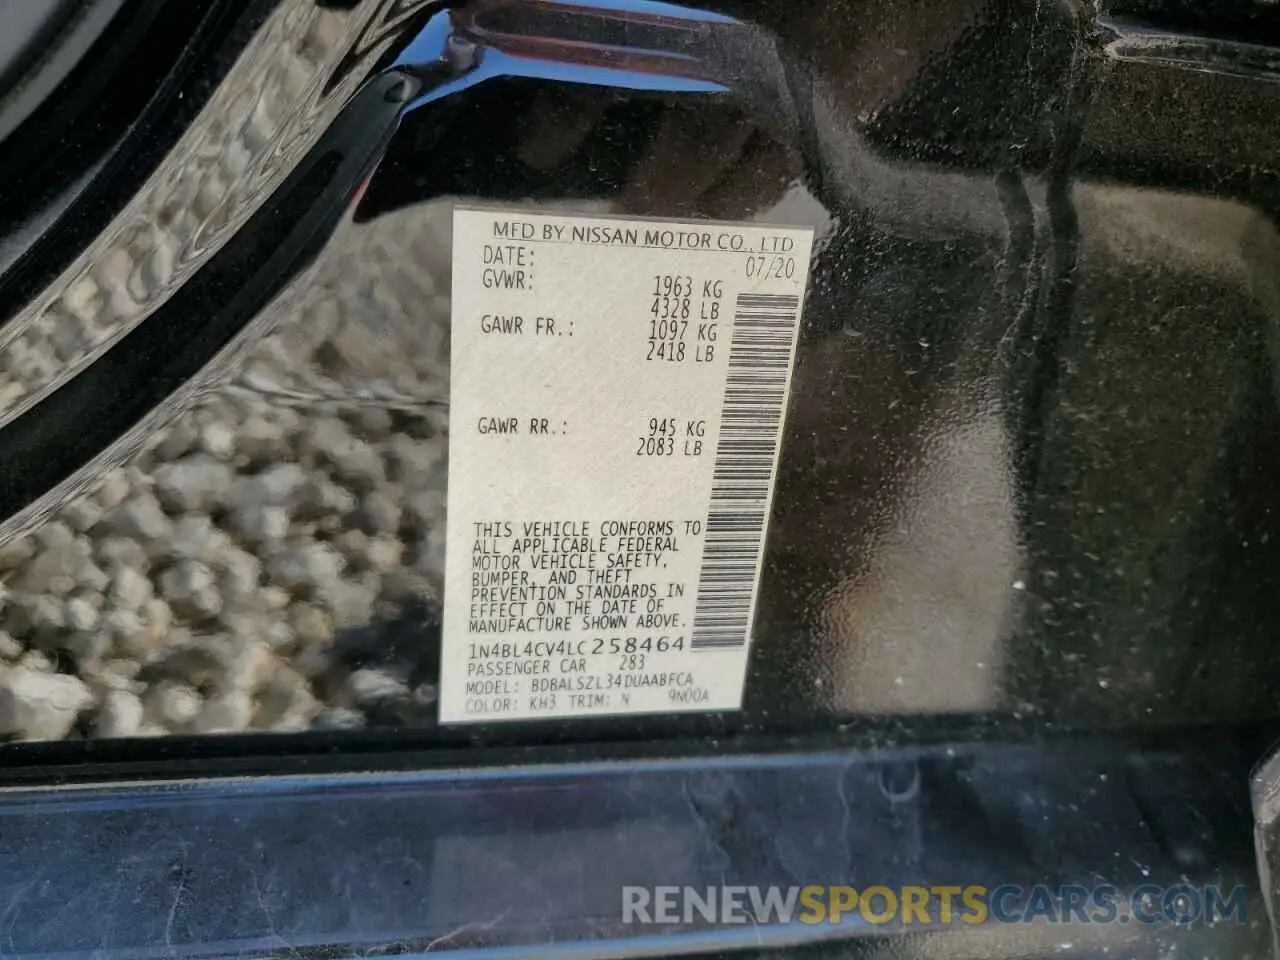 MFD BY NISSAN MOTOR CO., LTD
DATE: 07/20
GVWR: 1963 KG
4328 LB
GAWR FR.: 1097 KG
2418 LB
GAWR RR.: 945 KG
2083 LB
THIS VEHICLE CONFORMS TO
ALL APPLICABLE FEDERAL
MOTOR VEHICLE SAFETY,
BUMPER, AND THEFT
PREVENTION STANDARDS IN
EFFECT ON THE DATE OF
MANUFACTURE SHOWN ABOVE.
1N4BL4CV4LC258464
PASSENGER CAR 283
MODEL: BDBALSZL34DUAABFCA
COLOR: KH3 TRIM: N 9N00A
RENEWSPORTSCARS.COM